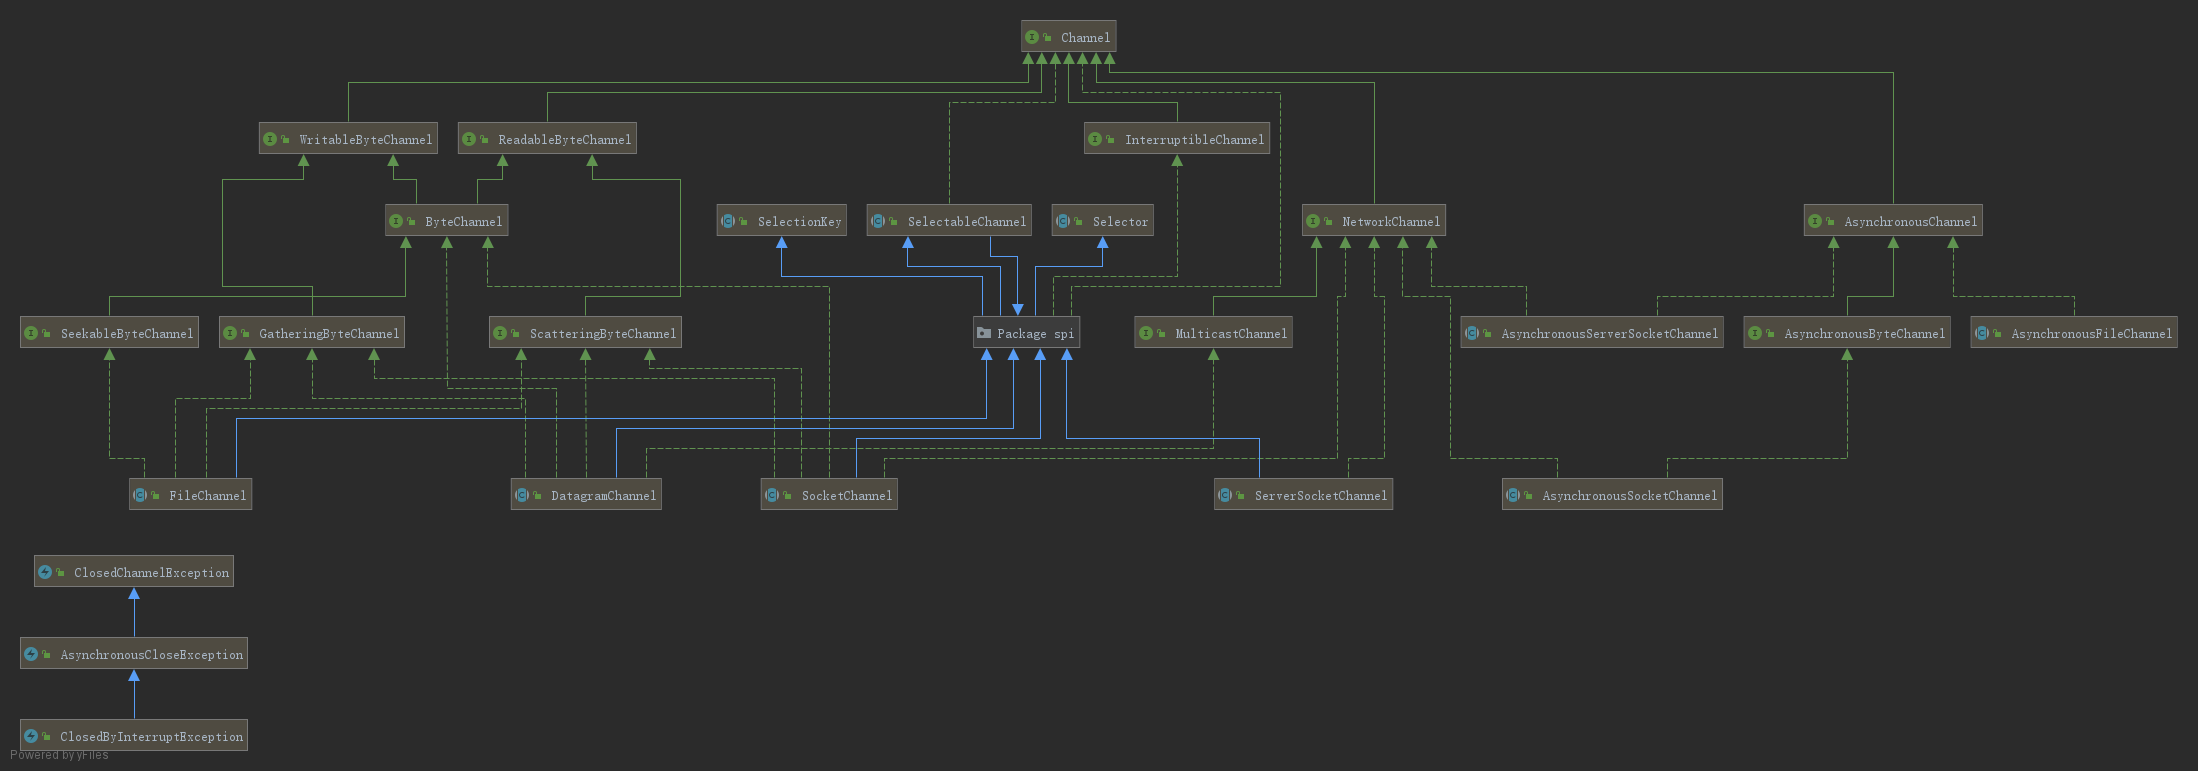 Channel
WritableByteChannel
ReadableByteChannel
InterruptibleChannel
ByteChannel
SelectionKey
SelectableChannel
Selector
NetworkChannel
AsynchronousChannel
SeekableByteChannel
GatheringByteChannel
ScatteringByteChannel
Package spi
MulticastChannel
AsynchronousServerSocketChannel
AsynchronousByteChannel
AsynchronousFileChannel
FileChannel
DatagramChannel
SocketChannel
ServerSocketChannel
AsynchronousSocketChannel
ClosedChannelException
AsynchronousCloseException
ClosedByInterruptException
Powered by yFiles